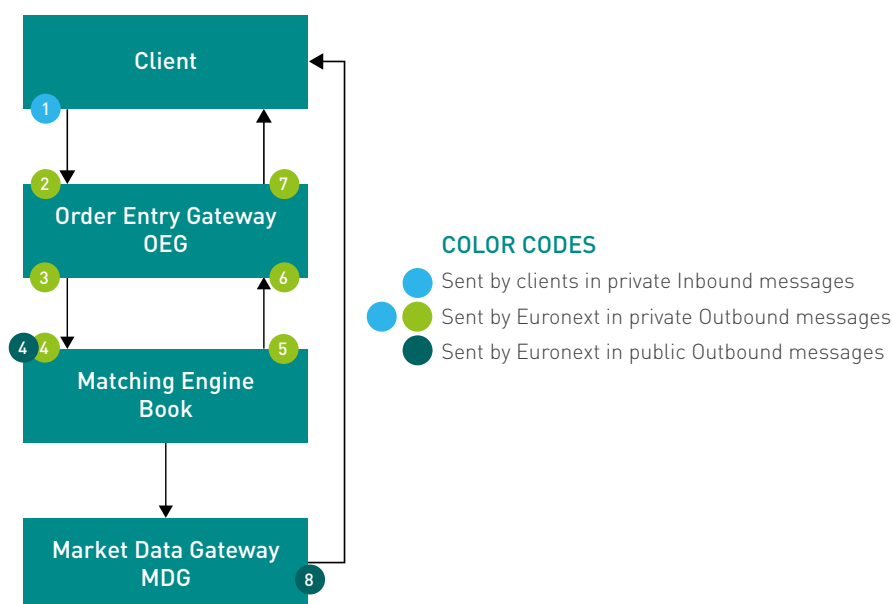 Client
1
2
7
Order Entry Gateway
OEG
3
6
4
4
5
Matching Engine
Book
Market Data Gateway
MDG
8
COLOR CODES
Sent by clients in private Inbound messages
Sent by Euronext in private Outbound messages
Sent by Euronext in public Outbound messages